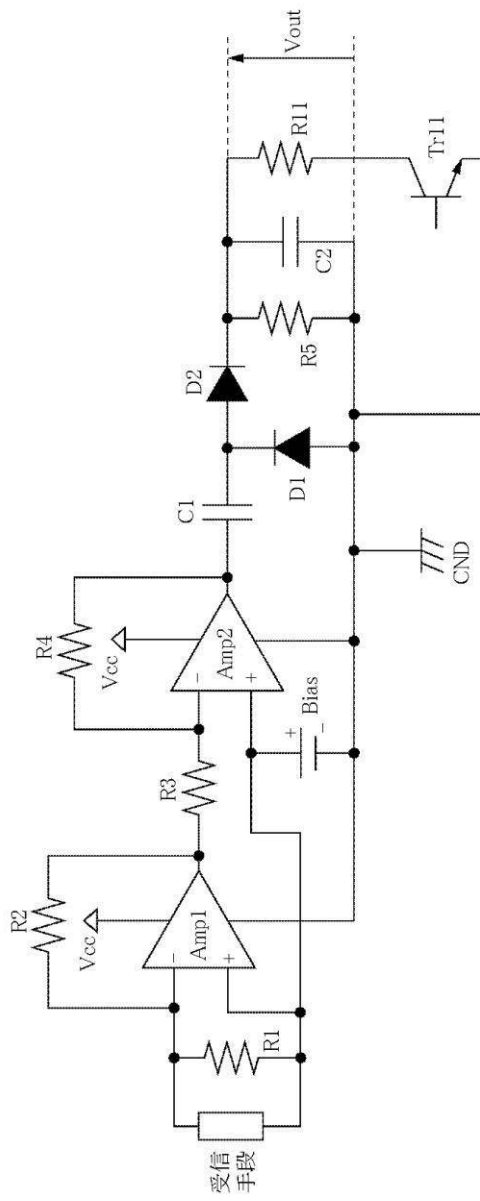 受信
手段
R1
R2
Vcc
Amp1
−
+
R3
R4
Vcc
Amp2
−
+
Bias
+
−
C1
D1
D2
R5
C2
R11
Vout
Tr11
CND